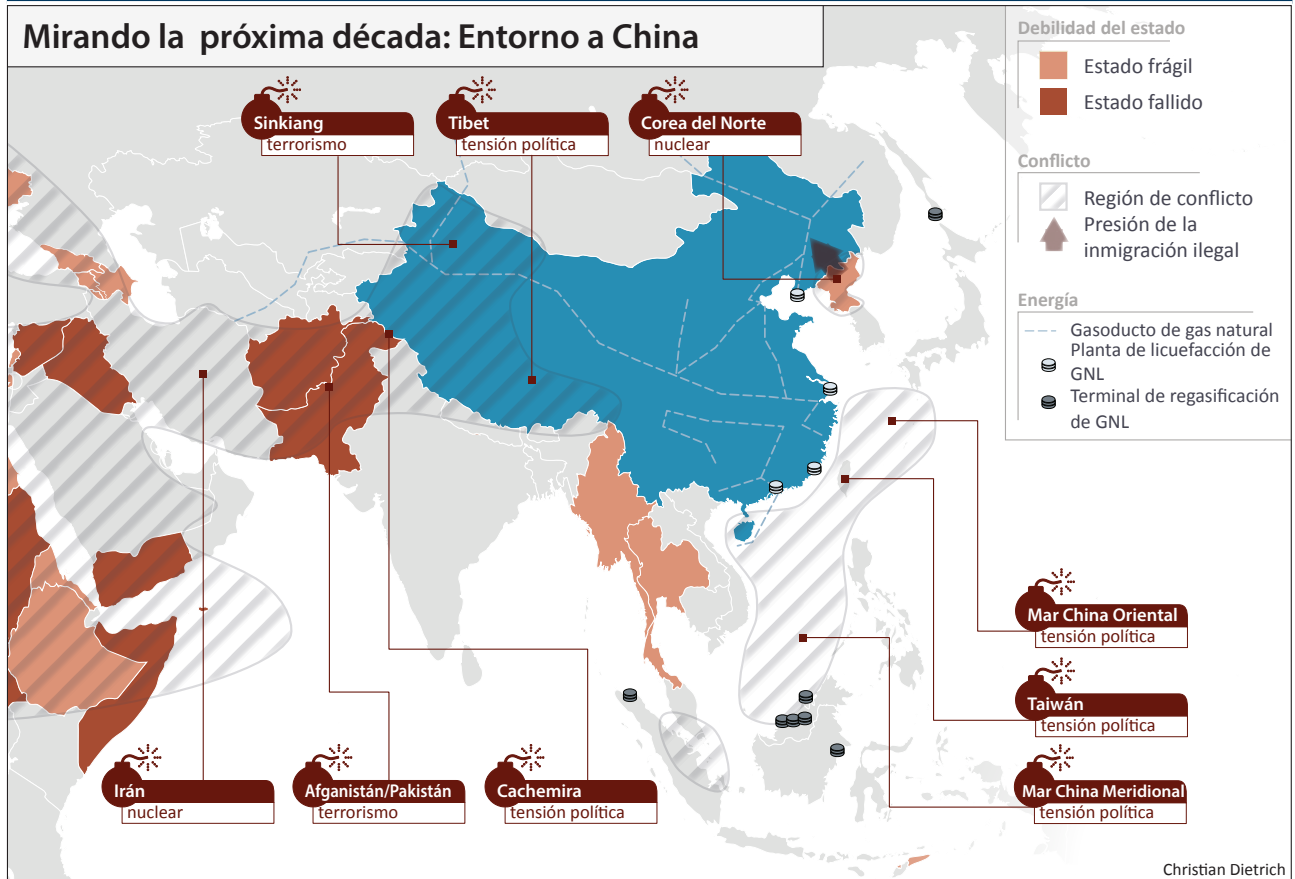 Mirando la próxima década: Entorno a China
Debilidad del estado
Estado frágil
Estado fallido
Conflicto
Región de conflicto
Presión de la
inmigración ilegal
Energía
Gasoducto de gas natural
Planta de licuefacción de
GNL
Terminal de regasificación
de GNL
Sinkiang
terrorismo
Tibet
tensión política
Corea del Norte
nuclear
Mar China Oriental
tensión política
Taiwán
tensión política
Mar China Meridional
tensión política
Irán
nuclear
Afganistán/Pakistán
terrorismo
Cachemira
tensión política
Christian Dietrich